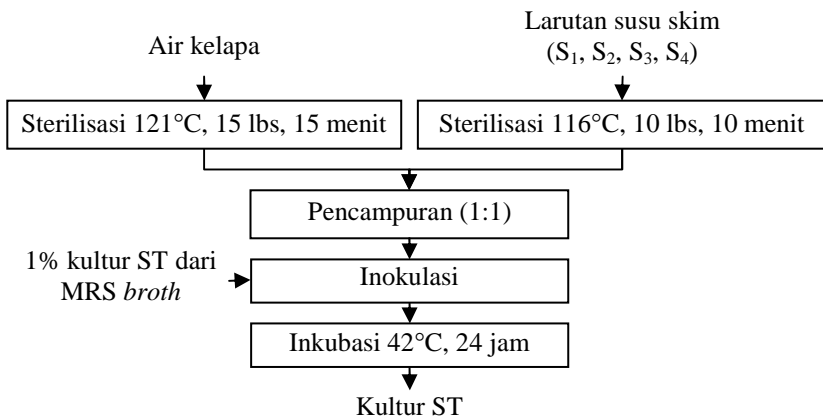 Air kelapa
Larutan susu skim
(S₁, S₂, S₃, S₄)
Sterilisasi 121°C, 15 lbs, 15 menit
Sterilisasi 116°C, 10 lbs, 10 menit
Pencampuran (1:1)
1% kultur ST dari
MRS broth
Inokulasi
Inkubasi 42°C, 24 jam
Kultur ST